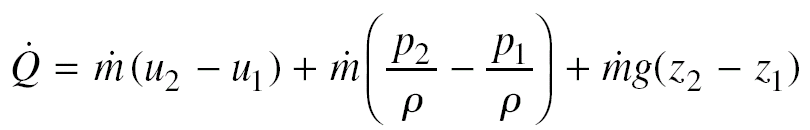 Q̇ = ṁ (u₂ − u₁) + ṁ(p₂/ρ − p₁/ρ) + ṁg(z₂ − z₁)